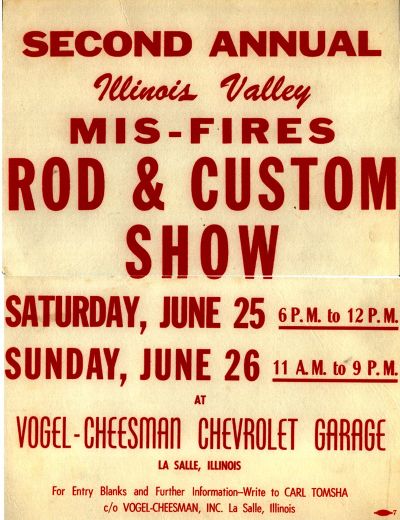 SECOND ANNUAL
Illinois Valley
MIS-FIRES
ROD & CUSTOM
SHOW
SATURDAY, JUNE 25 6 P.M. to 12 P.M.
SUNDAY, JUNE 26 11 A.M. to 9 P.M.
AT
VOGEL-CHEESMAN CHEVROLET GARAGE
LA SALLE, ILLINOIS
For Entry Blanks and Further Information—Write to CARL TOMSHA
c/o VOGEL-CHEESMAN, INC. La Salle, Illinois
7